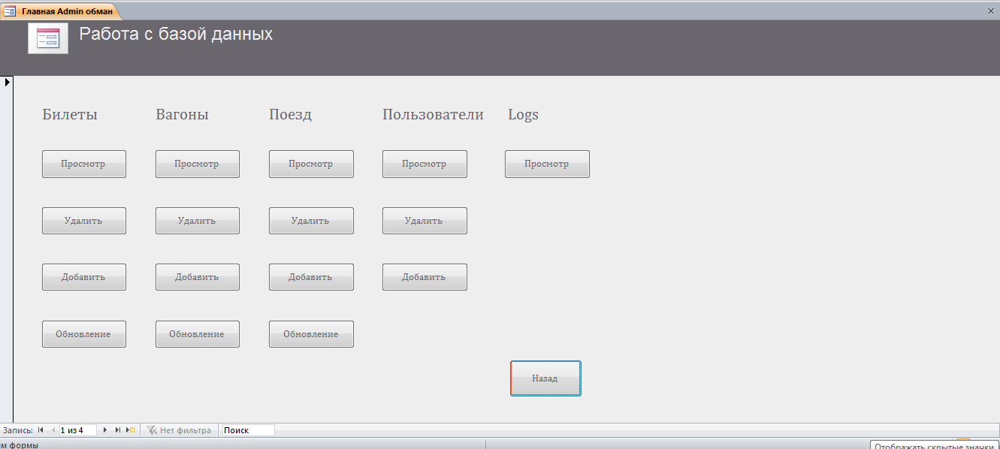 Главная Admin обман
Работа с базой данных
Билеты Вагоны Поезд Пользователи Logs
Просмотр Просмотр Просмотр Просмотр Просмотр
Удалить Удалить Удалить Удалить
Добавить Добавить Добавить Добавить
Обновление Обновление Обновление
Назад
Запись: 1 из 4 Нет фильтра Поиск
м формы
Отображать скрытые значки